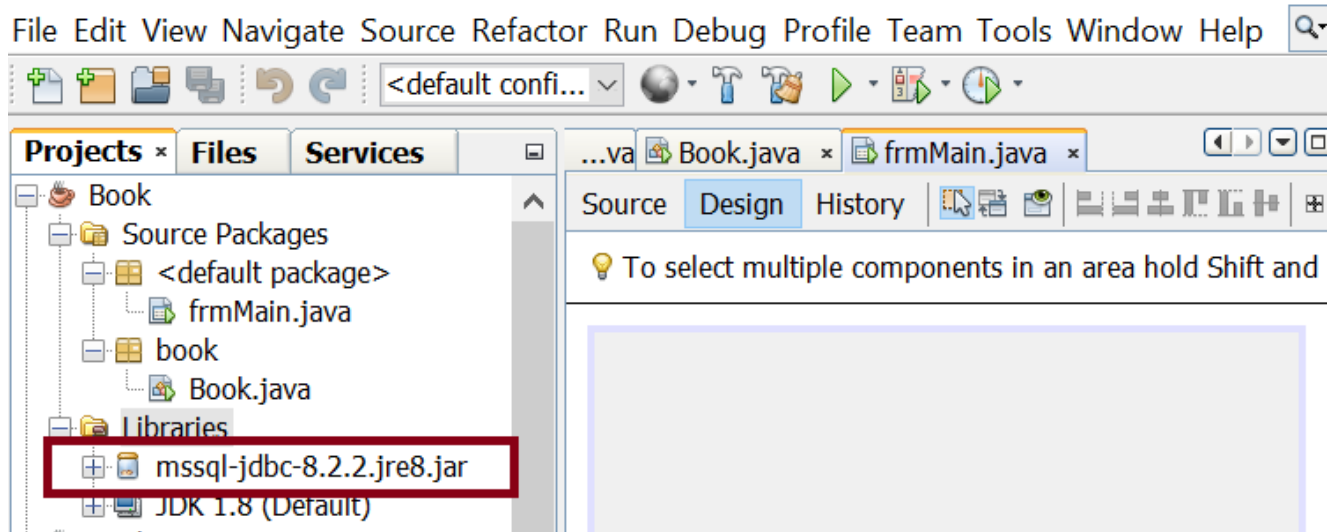 File Edit View Navigate Source Refactor Run Debug Profile Team Tools Window Help
<default confi...
Projects × Files Services
...va Book.java × frmMain.java ×
Book
Source Design History
Source Packages
<default package>
To select multiple components in an area hold Shift and
frmMain.java
book
Book.java
Libraries
mssql-jdbc-8.2.2.jre8.jar
JDK 1.8 (Default)